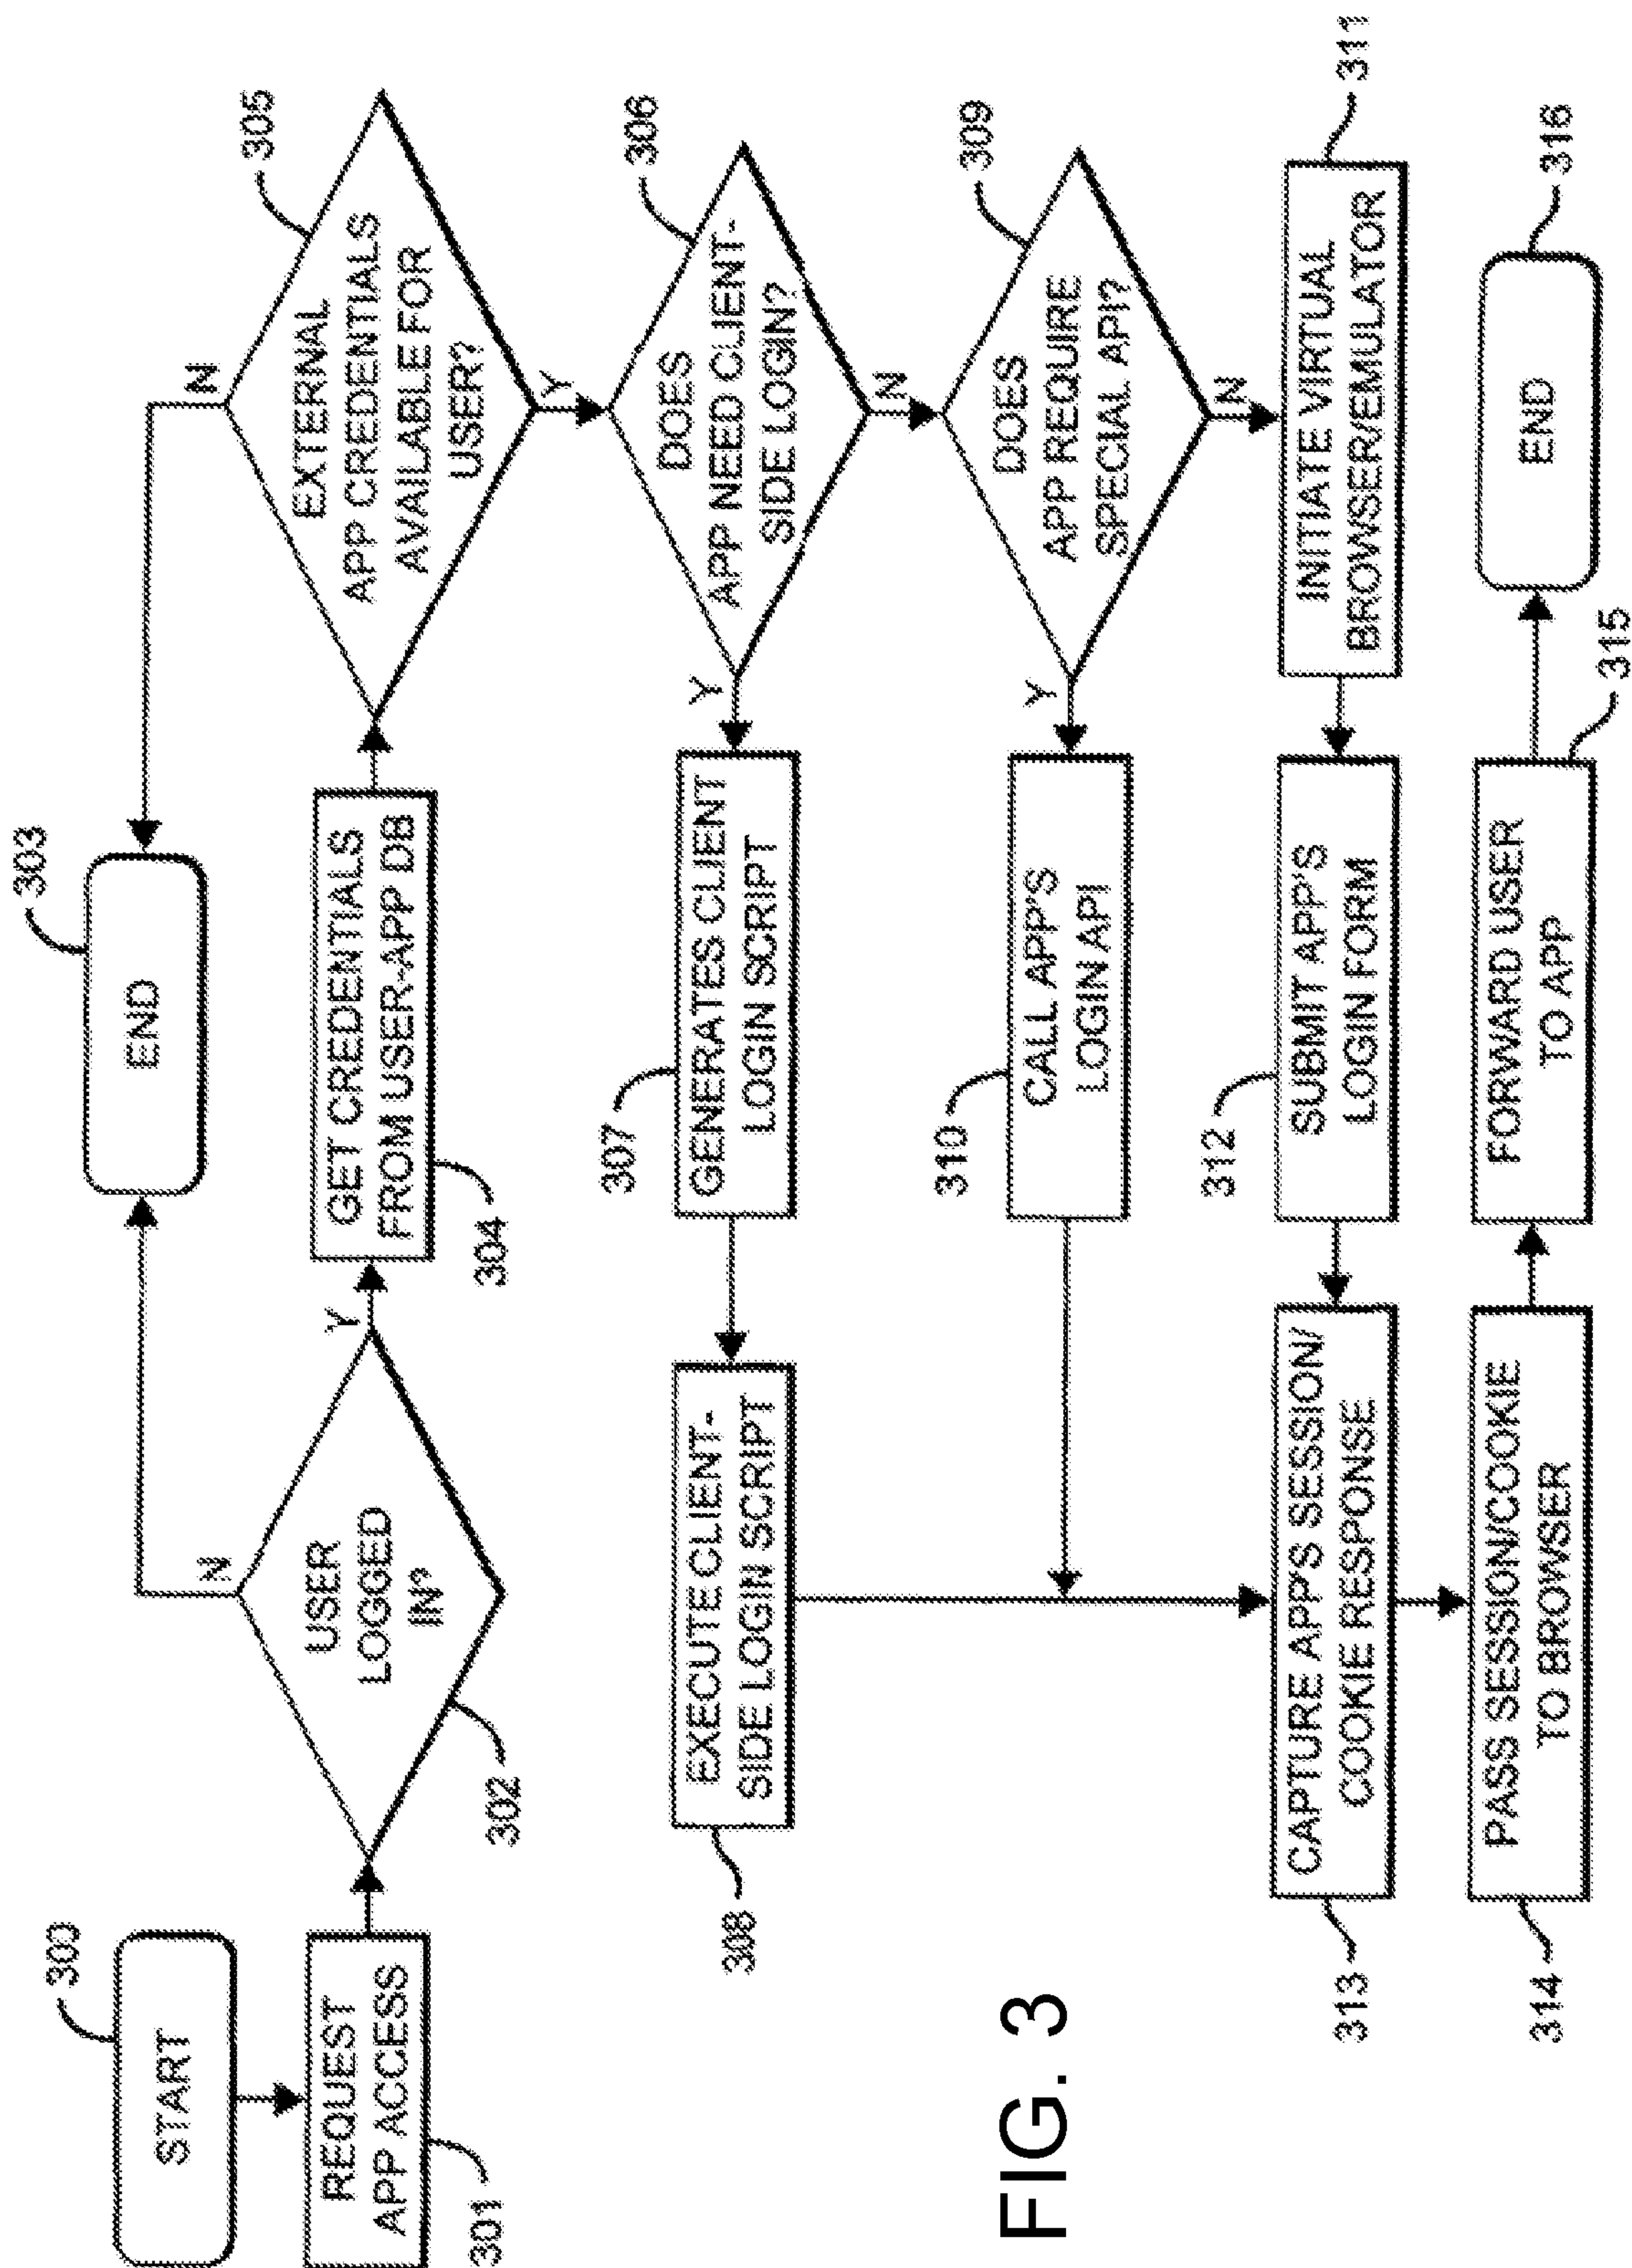 300
START
REQUEST
APP ACCESS
301
USER
LOGGED
IN?
302
N
Y
END
303
GET CREDENTIALS
FROM USER-APP DB
304
EXTERNAL
APP CREDENTIALS
AVAILABLE FOR
USER?
305
N
Y
DOES
APP NEED CLIENT-
SIDE LOGIN?
306
Y
N
GENERATES CLIENT
LOGIN SCRIPT
307
EXECUTE CLIENT-
SIDE LOGIN SCRIPT
308
DOES
APP REQUIRE
SPECIAL API?
309
Y
N
CALL APP'S
LOGIN API
310
INITIATE VIRTUAL
BROWSER/EMULATOR
311
SUBMIT APP'S
LOGIN FORM
312
CAPTURE APP'S SESSION/
COOKIE RESPONSE
313
PASS SESSION/COOKIE
TO BROWSER
314
FORWARD USER
TO APP
315
END
316
FIG. 3